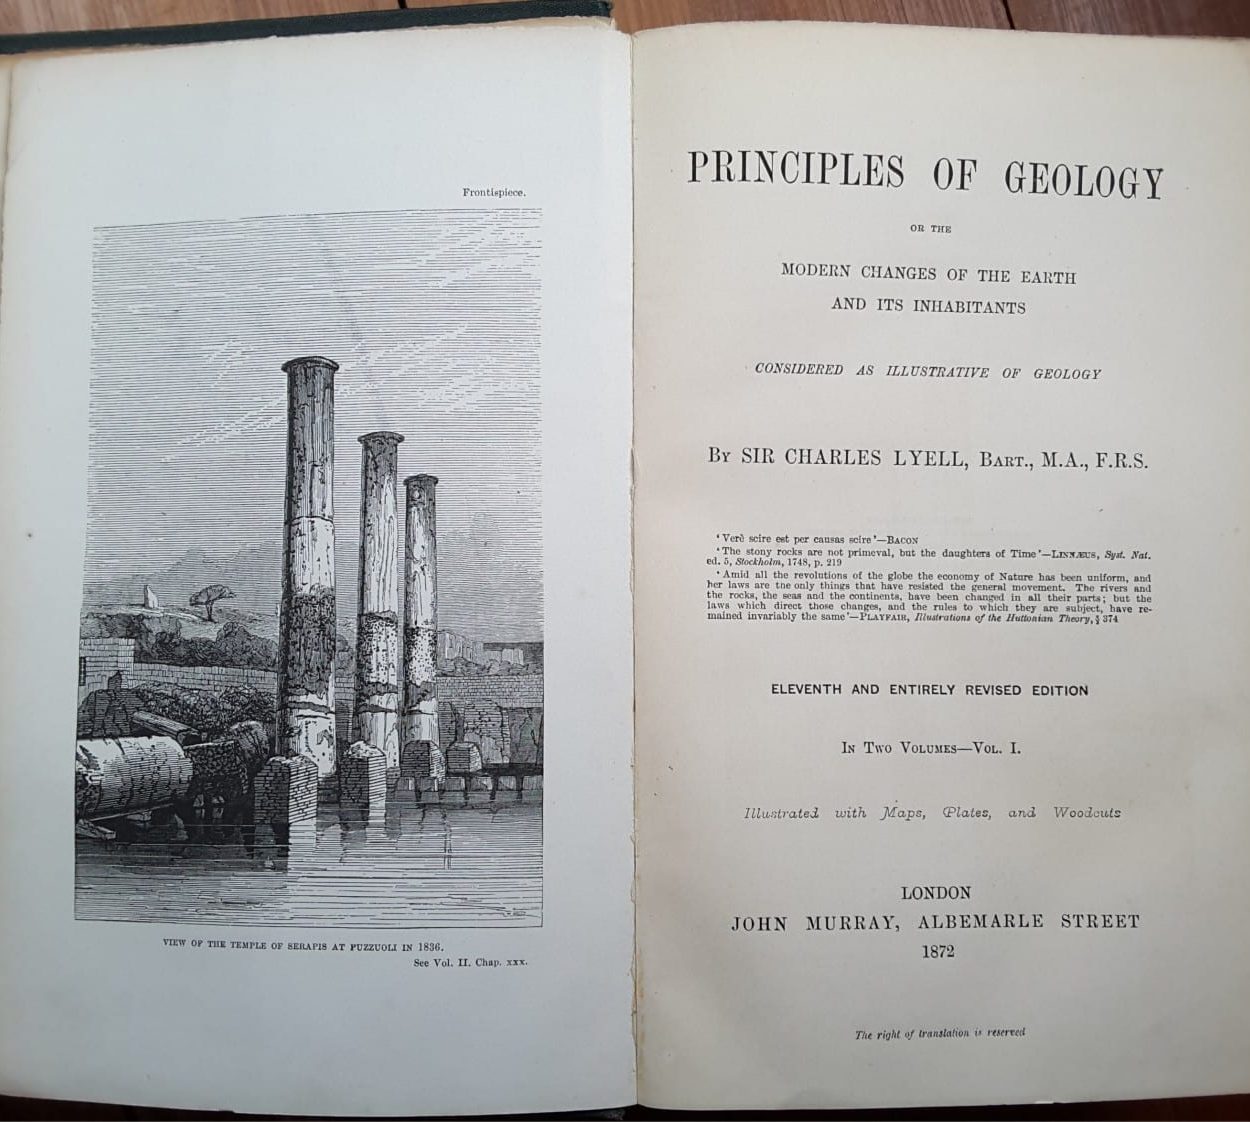 Frontispiece.
VIEW OF THE TEMPLE OF SERAPIS AT PUZZUOLI IN 1836.
See Vol. II. Chap. xxx.
PRINCIPLES OF GEOLOGY
OR THE
MODERN CHANGES OF THE EARTH
AND ITS INHABITANTS
CONSIDERED AS ILLUSTRATIVE OF GEOLOGY
By SIR CHARLES LYELL, Bart., M.A., F.R.S.
'Verè scire est per causas scire'—Bacon
'The stony rocks are not primeval, but the daughters of Time'—Linnæus, Syst. Nat.
ed. 5, Stockholm, 1748, p. 219
'Amid all the revolutions of the globe the economy of Nature has been uniform, and
her laws are the only things that have resisted the general movement. The rivers and
the rocks, the seas and the continents, have been changed in all their parts; but the
laws which direct those changes, and the rules to which they are subject, have re-
mained invariably the same'—Playfair, Illustrations of the Huttonian Theory, § 374
ELEVENTH AND ENTIRELY REVISED EDITION
In Two Volumes—Vol. I.
Illustrated with Maps, Plates, and Woodcuts
LONDON
JOHN MURRAY, ALBEMARLE STREET
1872
The right of translation is reserved